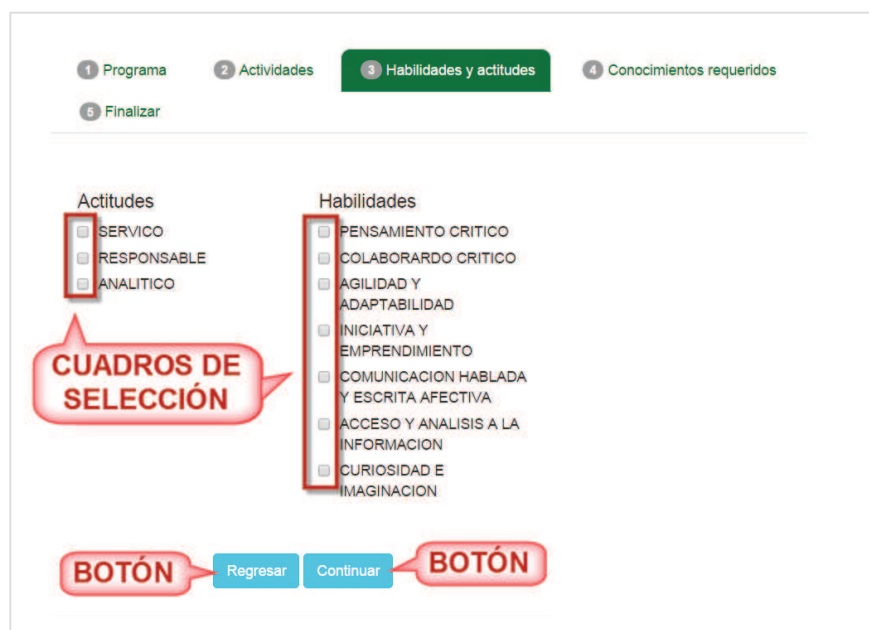 1 Programa
2 Actividades
3 Habilidades y actitudes
4 Conocimientos requeridos
5 Finalizar
Actitudes
SERVICO
RESPONSABLE
ANALITICO
Habilidades
PENSAMIENTO CRITICO
COLABORARDO CRITICO
AGILIDAD Y
ADAPTABILIDAD
INICIATIVA Y
EMPRENDIMIENTO
COMUNICACION HABLADA
Y ESCRITA AFECTIVA
ACCESO Y ANALISIS A LA
INFORMACION
CURIOSIDAD E
IMAGINACION
CUADROS DE
SELECCIÓN
BOTÓN
Regresar
Continuar
BOTÓN